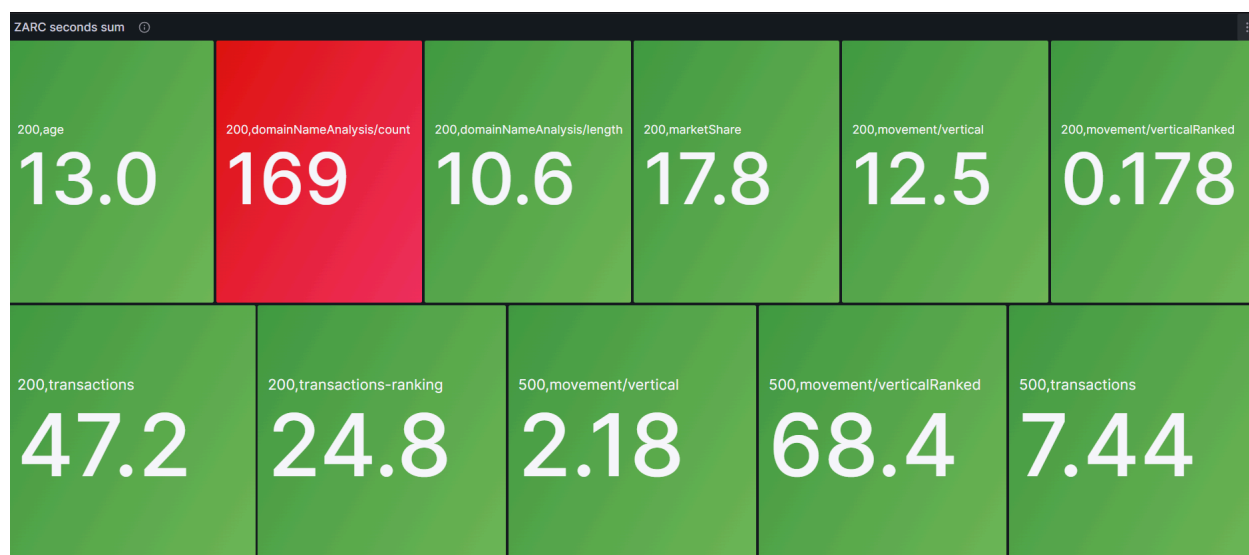 ZARC seconds sum
200,age
13.0
200,domainNameAnalysis/count
169
200,domainNameAnalysis/length
10.6
200,marketShare
17.8
200,movement/vertical
12.5
200,movement/verticalRanked
0.178
200,transactions
47.2
200,transactions-ranking
24.8
500,movement/vertical
2.18
500,movement/verticalRanked
68.4
500,transactions
7.44